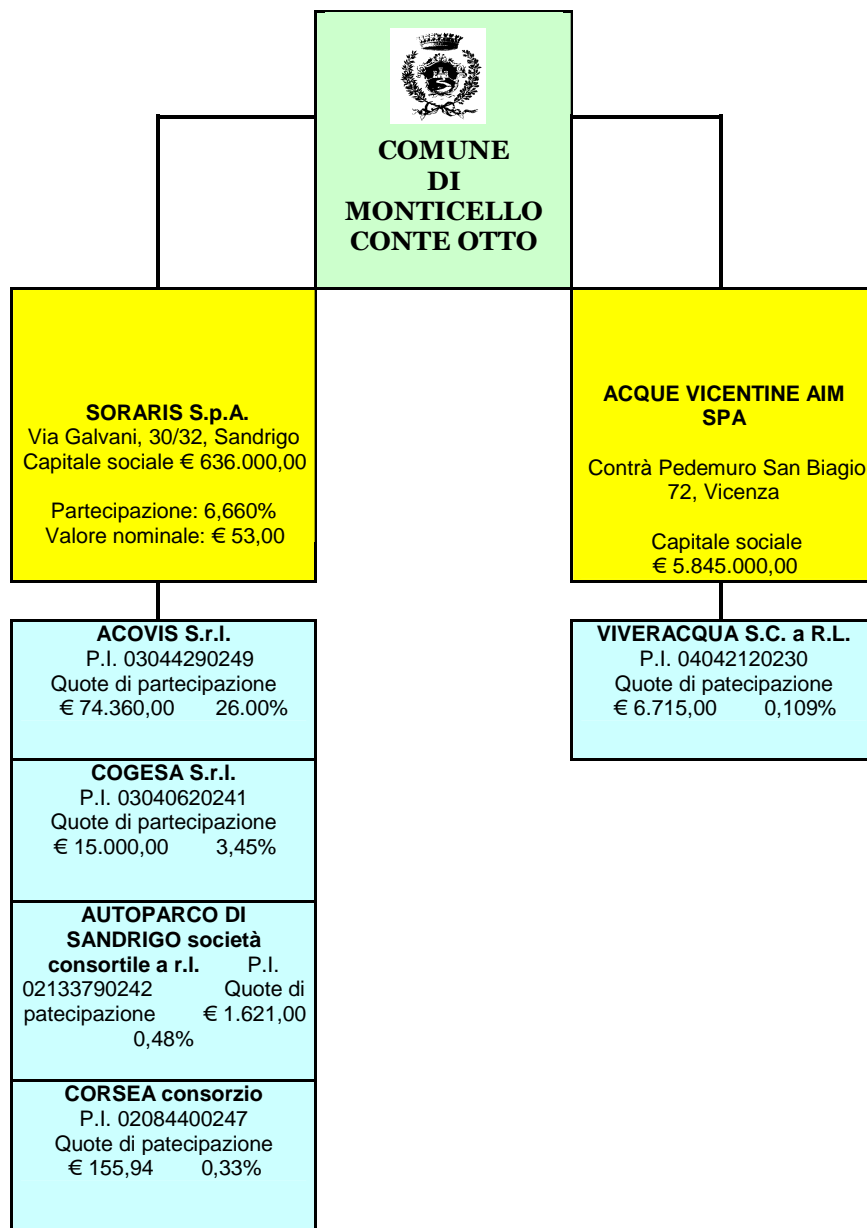 COMUNE
DI
MONTICELLO
CONTE OTTO
SORARIS S.p.A.
Via Galvani, 30/32, Sandrigo
Capitale sociale € 636.000,00
Partecipazione: 6,660%
Valore nominale: € 53,00
ACQUE VICENTINE AIM
SPA
Contrà Pedemuro San Biagio
72, Vicenza
Capitale sociale
€ 5.845.000,00
ACOVIS S.r.l.
P.I. 03044290249
Quote di partecipazione
€ 74.360,00 26.00%
VIVERACQUA S.C. a R.L.
P.I. 04042120230
Quote di patecipazione
€ 6.715,00 0,109%
COGESA S.r.l.
P.I. 03040620241
Quote di partecipazione
€ 15.000,00 3,45%
AUTOPARCO DI
SANDRIGO società
consortile a r.l. P.I.
02133790242 Quote di
patecipazione € 1.621,00
0,48%
CORSEA consorzio
P.I. 02084400247
Quote di patecipazione
€ 155,94 0,33%